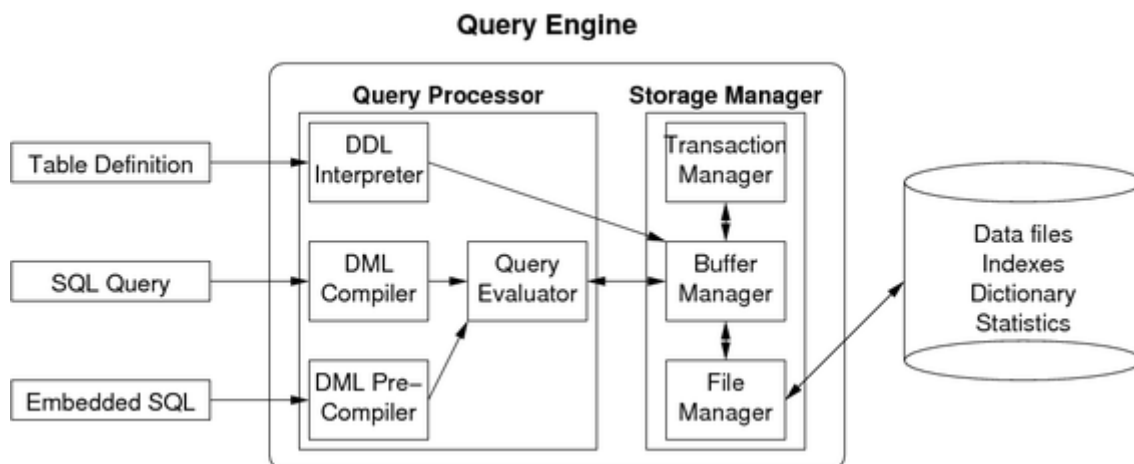 Query Engine
Query Processor
Storage Manager
Table Definition
DDL
Interpreter
Transaction
Manager
SQL Query
DML
Compiler
Query
Evaluator
Buffer
Manager
Data files
Indexes
Dictionary
Statistics
Embedded SQL
DML Pre–
Compiler
File
Manager